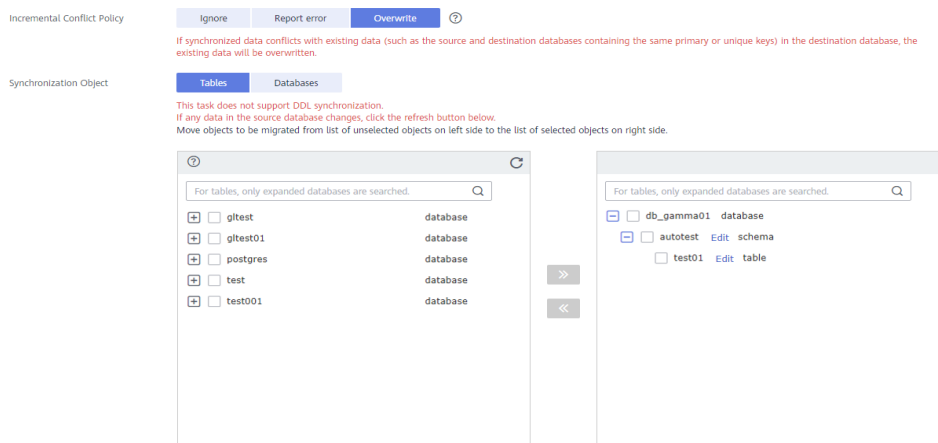 Incremental Conflict Policy
Ignore
Report error
Overwrite
If synchronized data conflicts with existing data (such as the source and destination databases containing the same primary or unique keys) in the destination database, the
existing data will be overwritten.
Synchronization Object
Tables
Databases
This task does not support DDL synchronization.
If any data in the source database changes, click the refresh button below.
Move objects to be migrated from list of unselected objects on left side to the list of selected objects on right side.
For tables, only expanded databases are searched.
gltest database
gltest01 database
postgres database
test database
test001 database
For tables, only expanded databases are searched.
db_gamma01 database
autotest Edit schema
test01 Edit table